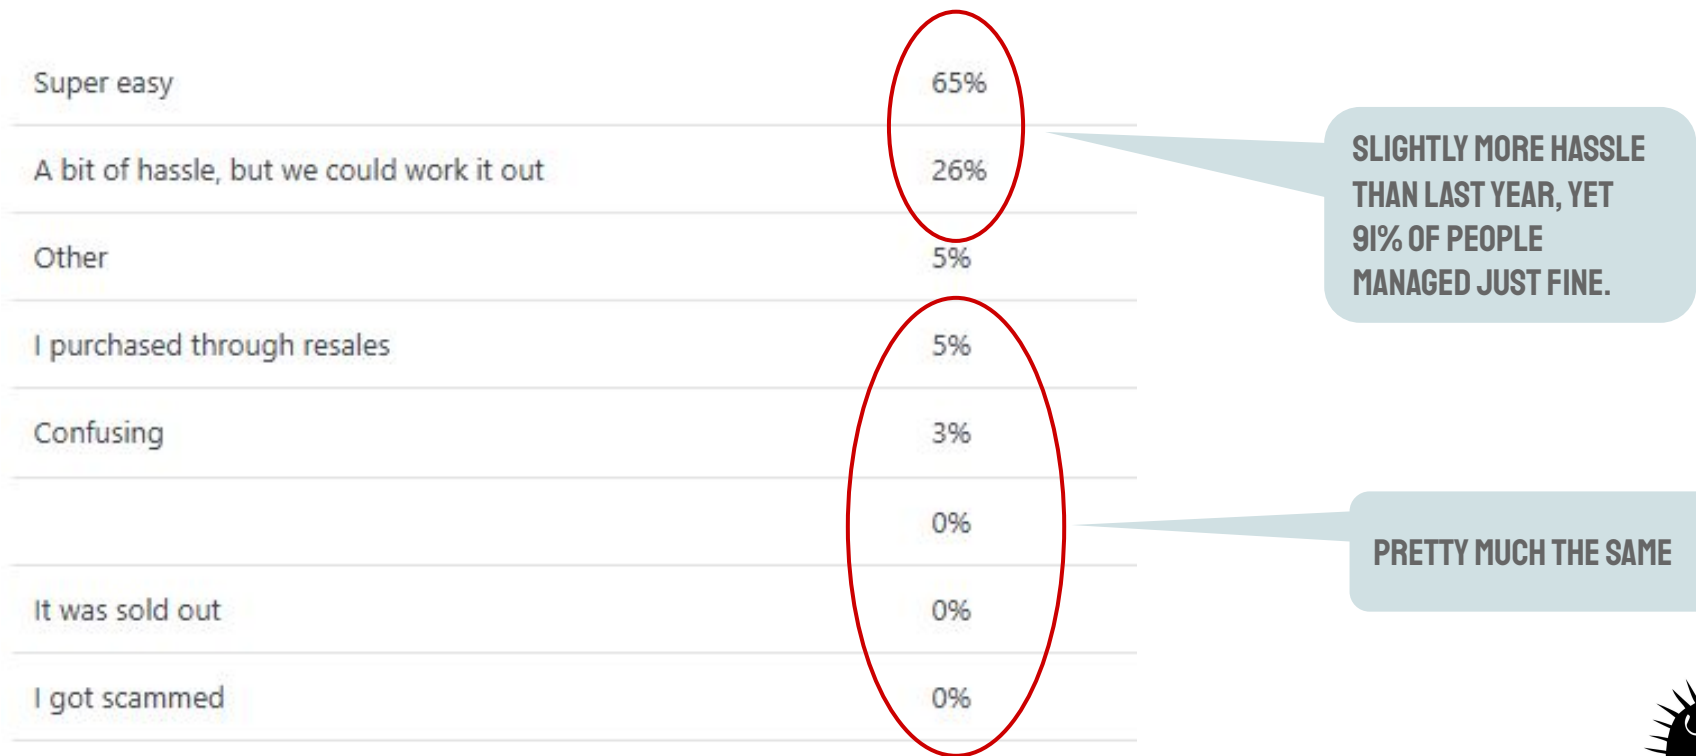 Super easy 65%
A bit of hassle, but we could work it out 26%
Other 5%
I purchased through resales 5%
Confusing 3%
0%
It was sold out 0%
I got scammed 0%
SLIGHTLY MORE HASSLE
THAN LAST YEAR, YET
91% OF PEOPLE
MANAGED JUST FINE.
PRETTY MUCH THE SAME